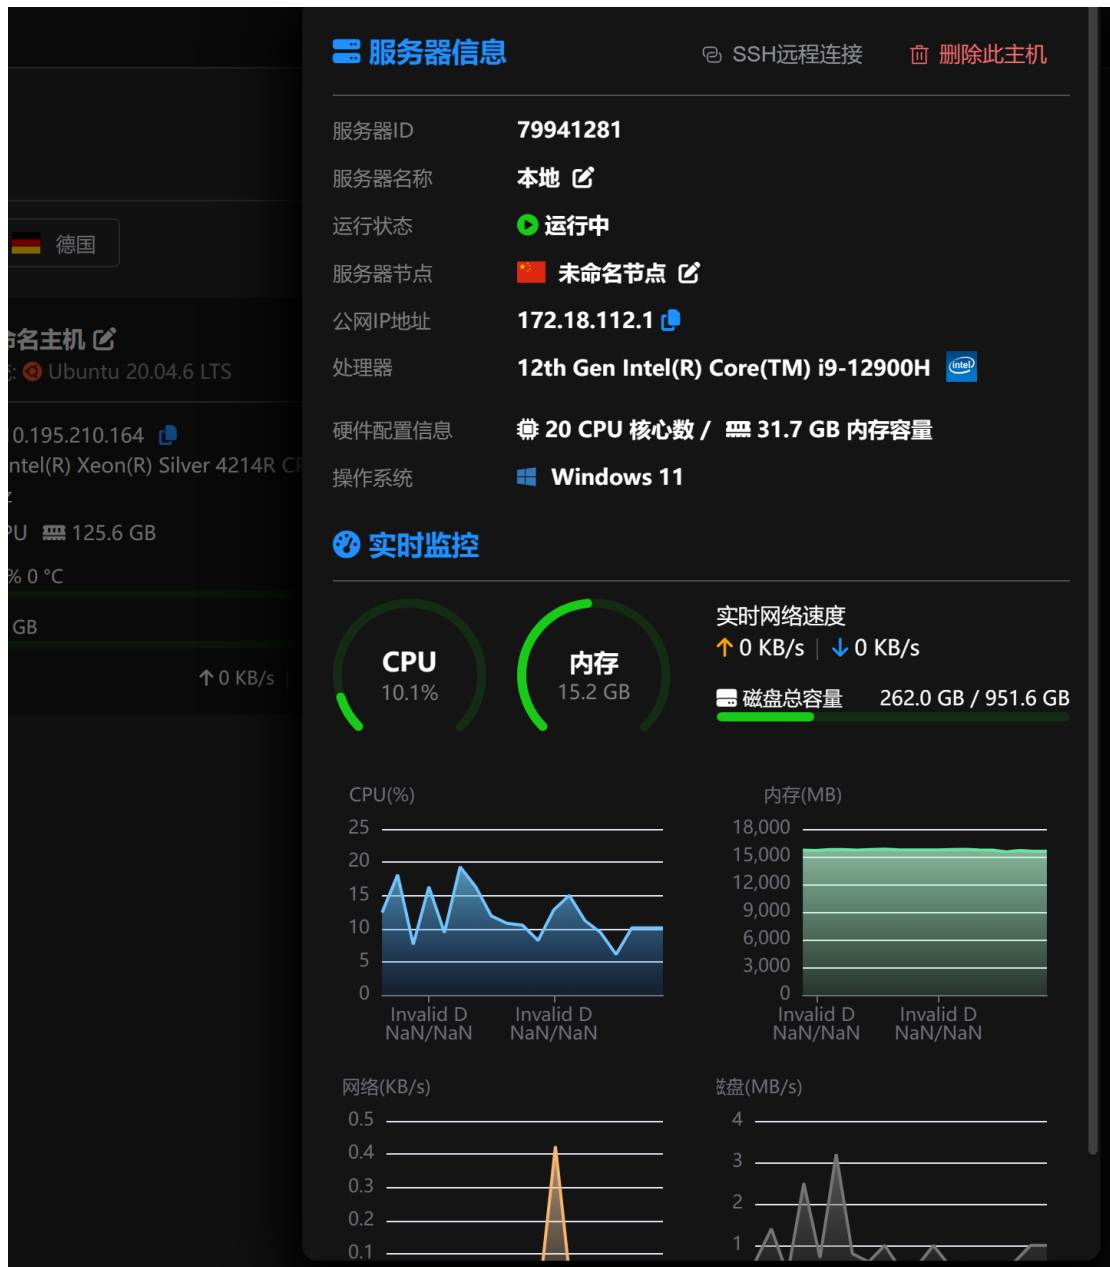 服务器信息
SSH远程连接
删除此主机
服务器ID 79941281
服务器名称 本地
运行状态 运行中
服务器节点 未命名节点
公网IP地址 172.18.112.1
处理器 12th Gen Intel(R) Core(TM) i9-12900H intel
硬件配置信息 20 CPU 核心数 / 31.7 GB 内存容量
操作系统 Windows 11
实时监控
CPU
10.1%
内存
15.2 GB
实时网络速度
0 KB/s | 0 KB/s
磁盘总容量 262.0 GB / 951.6 GB
CPU(%)
25
20
15
10
5
0
Invalid D Invalid D
NaN/NaN NaN/NaN
内存(MB)
18,000
15,000
12,000
9,000
6,000
3,000
0
Invalid D Invalid D
NaN/NaN NaN/NaN
网络(KB/s)
0.5
0.4
0.3
0.2
0.1
磁盘(MB/s)
4
3
2
1
德国
名主机
Ubuntu 20.04.6 LTS
0.195.210.164
ntel(R) Xeon(R) Silver 4214R
z
PU 125.6 GB
% 0 °C
GB
0 KB/s